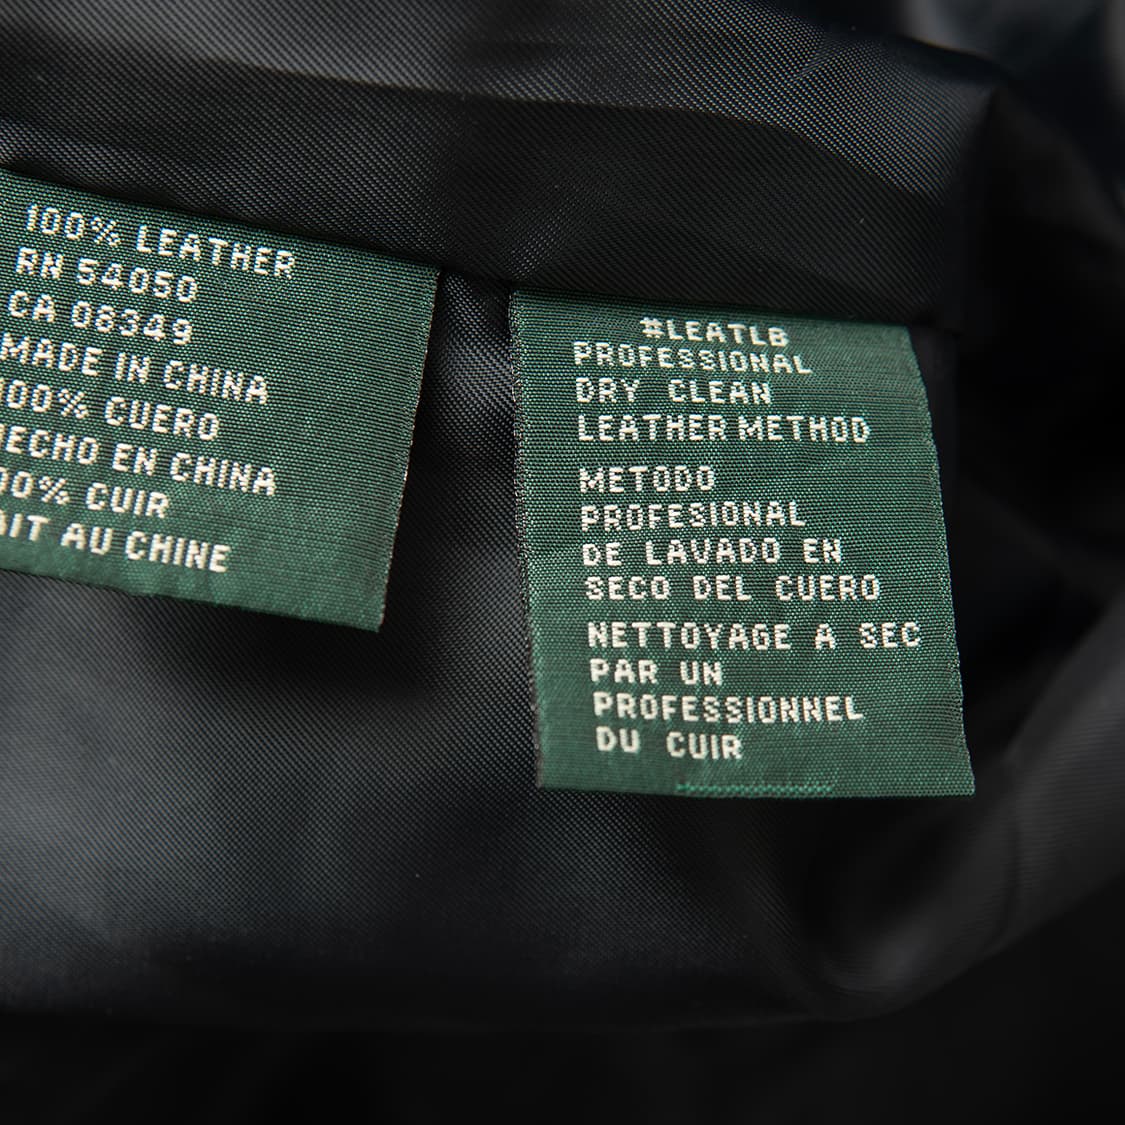 100% LEATHER
RN 54050
CA 08349
MADE IN CHINA
100% CUERO
HECHO EN CHINA
100% CUIR
FAIT AU CHINE
#LEATLB
PROFESSIONAL
DRY CLEAN
LEATHER METHOD
METODO
PROFESIONAL
DE LAVADO EN
SECO DEL CUERO
NETTOYAGE A SEC
PAR UN
PROFESSIONNEL
DU CUIR